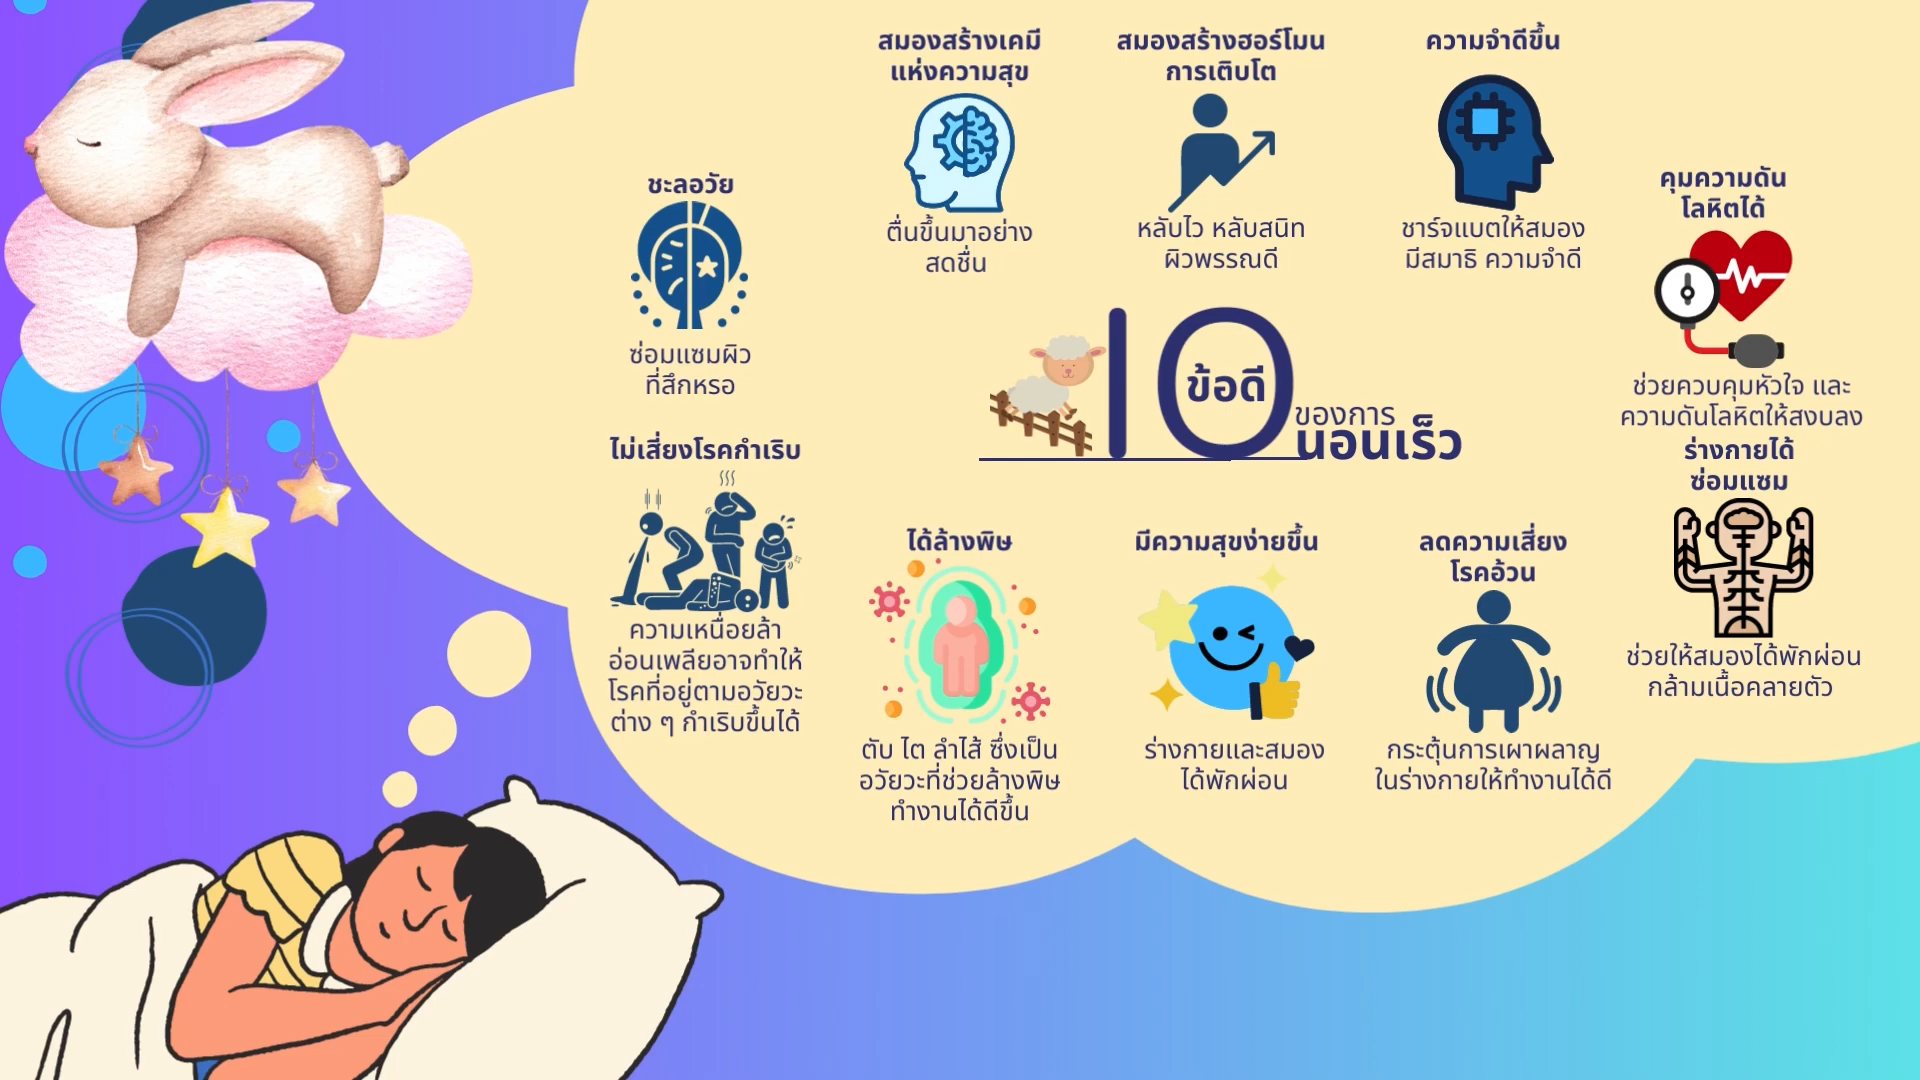 10 ข้อดี
ของการ
นอนเร็ว
สมองสร้างเคมี
แห่งความสุข
ตื่นขึ้นมาอย่าง
สดชื่น
สมองสร้างฮอร์โมน
การเติบโต
หลับไว หลับสนิท
ผิวพรรณดี
ความจำดีขึ้น
ชาร์จแบตให้สมอง
มีสมาธิ ความจำดี
คุมความดัน
โลหิตได้
ช่วยควบคุมหัวใจ และ
ความดันโลหิตให้สงบลง
ร่างกายได้
ซ่อมแซม
ช่วยให้สมองได้พักผ่อน
กล้ามเนื้อคลายตัว
ลดความเสี่ยง
โรคอ้วน
กระตุ้นการเผาผลาญ
ในร่างกายให้ทำงานได้ดี
มีความสุขง่ายขึ้น
ร่างกายและสมอง
ได้พักผ่อน
ได้ล้างพิษ
ตับ ไต ลำไส้ ซึ่งเป็น
อวัยวะที่ช่วยล้างพิษ
ทำงานได้ดีขึ้น
ไม่เสี่ยงโรคกำเริบ
ความเหนื่อยล้า
อ่อนเพลียอาจทำให้
โรคที่อยู่ตามอวัยวะ
ต่าง ๆ กำเริบขึ้นได้
ชะลอวัย
ซ่อมแซมผิว
ที่สึกหรอ